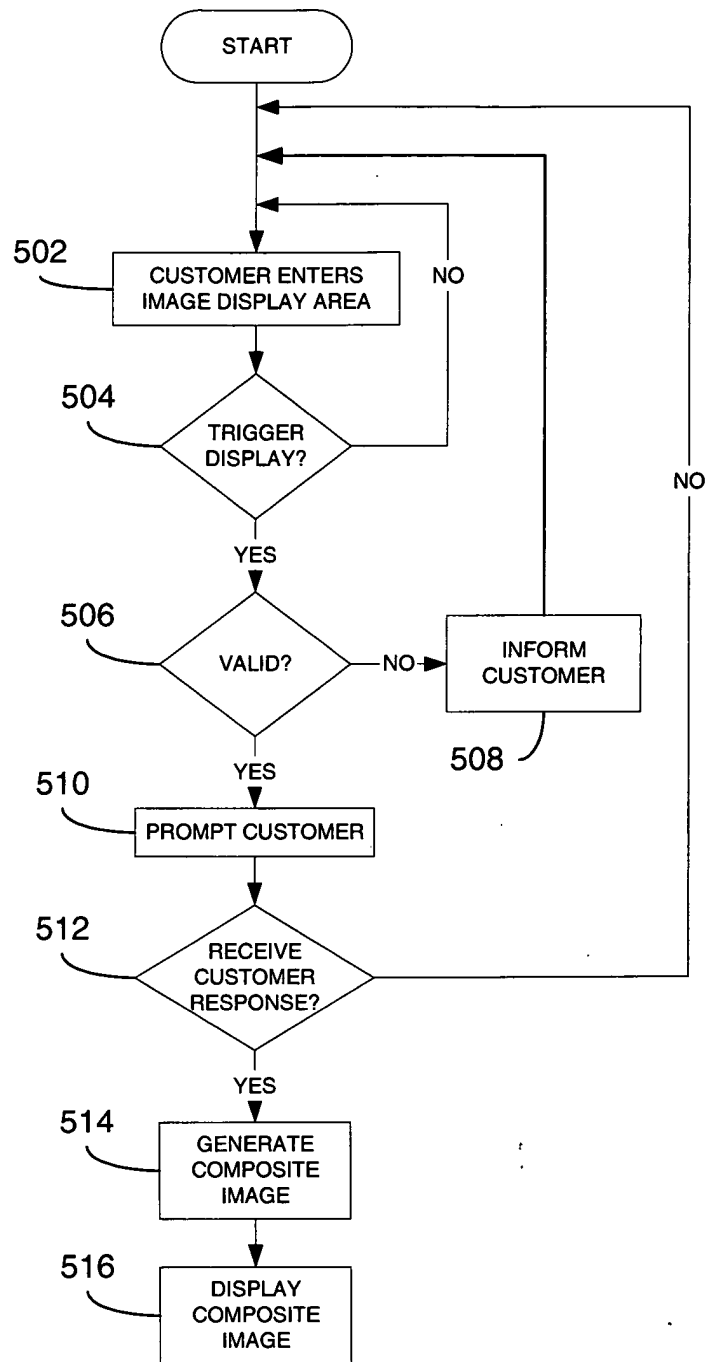 START
502
CUSTOMER ENTERS
IMAGE DISPLAY AREA
NO
504
TRIGGER
DISPLAY?
NO
YES
506
VALID?
NO
INFORM
CUSTOMER
508
YES
510
PROMPT CUSTOMER
512
RECEIVE
CUSTOMER
RESPONSE?
YES
514
GENERATE
COMPOSITE
IMAGE
516
DISPLAY
COMPOSITE
IMAGE